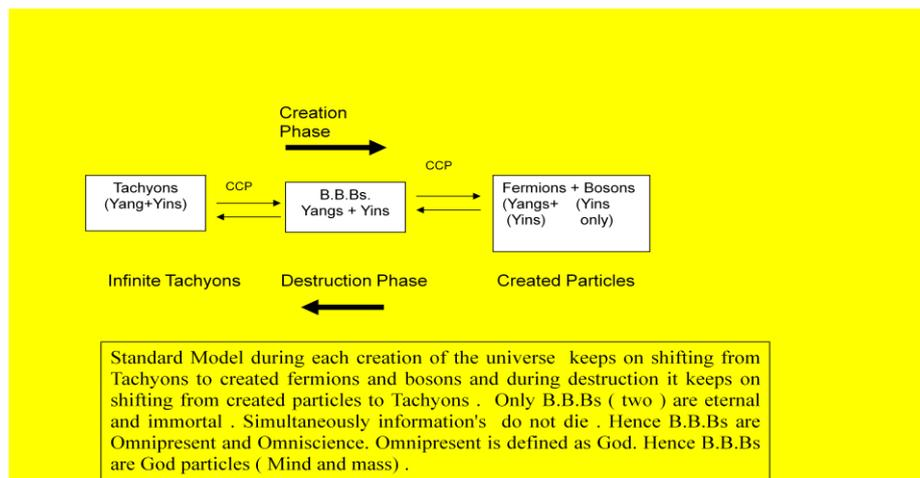 Creation
Phase
CCP
CCP
Tachyons
(Yang+Yins)
B.B.Bs.
Yangs + Yins
Fermions + Bosons
(Yangs+ (Yins
(Yins) only)
Infinite Tachyons
Destruction Phase
Created Particles
Standard Model during each creation of the universe keeps on shifting from
Tachyons to created fermions and bosons and during destruction it keeps on
shifting from created particles to Tachyons . Only B.B.Bs ( two ) are eternal
and immortal . Simultaneously information's do not die . Hence B.B.Bs are
Omnipresent and Omniscience. Omnipresent is defined as God. Hence B.B.Bs
are God particles ( Mind and mass) .